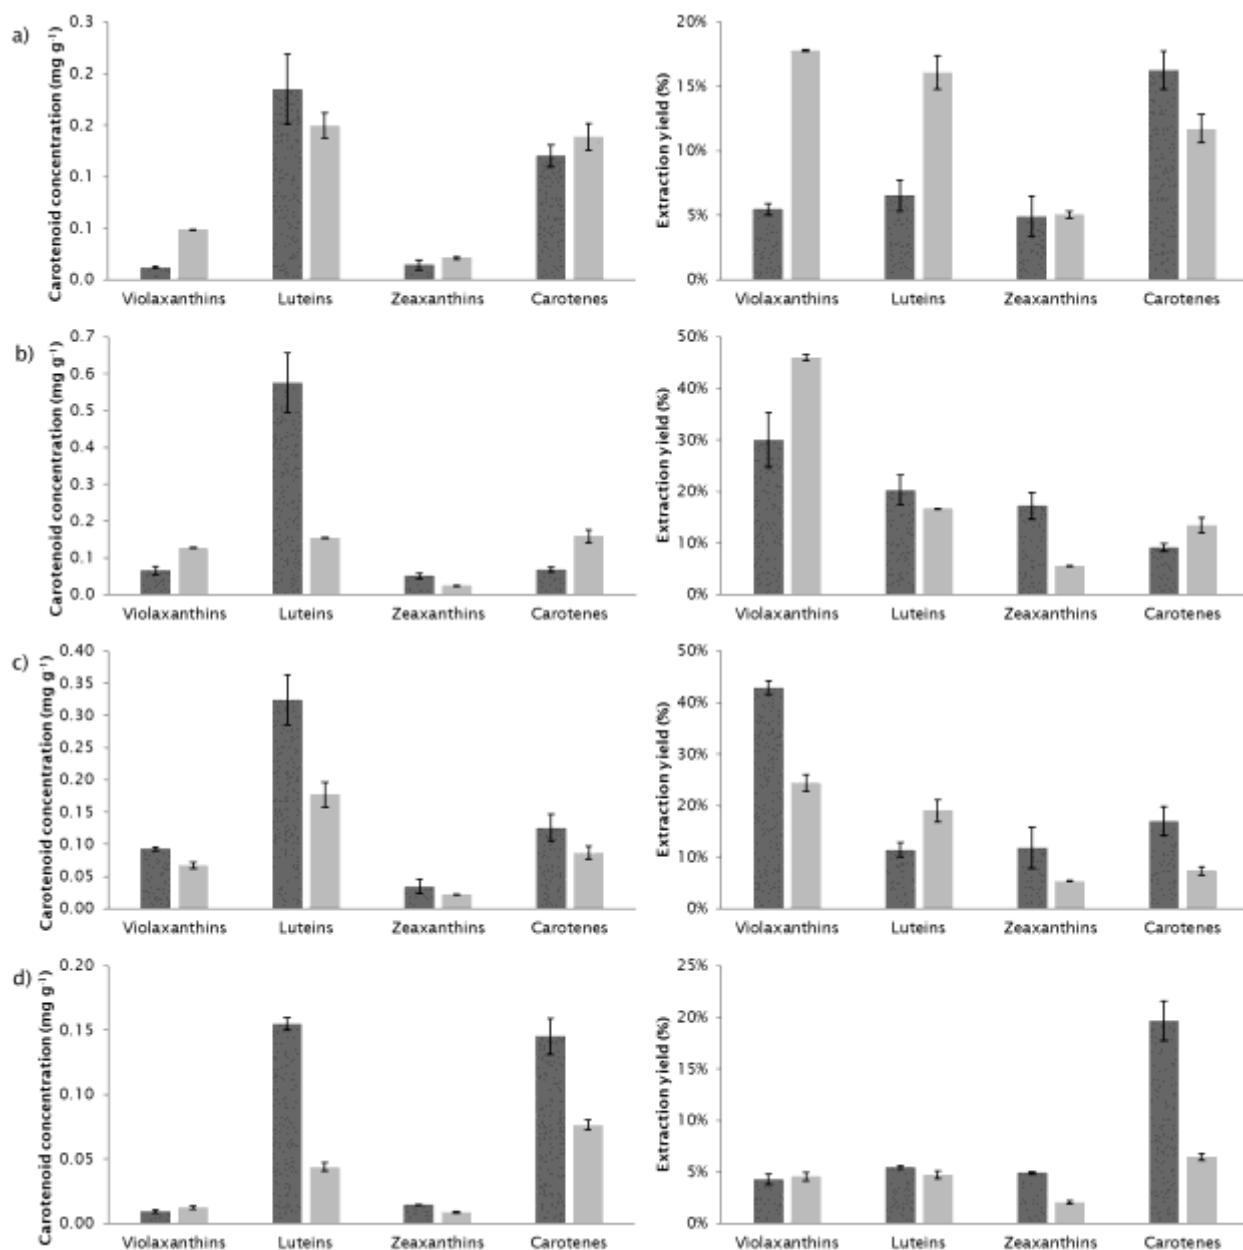 a)
Carotenoid concentration (mg g⁻¹)
0.3
0.2
0.2
0.1
0.1
0.0
Violaxanthins Luteins Zeaxanthins Carotenes
Extraction yield (%)
20%
15%
10%
5%
0%
Violaxanthins Luteins Zeaxanthins Carotenes
b)
Carotenoid concentration (mg g⁻¹)
0.7
0.6
0.5
0.4
0.3
0.2
0.1
0.0
Violaxanthins Luteins Zeaxanthins Carotenes
Extraction yield (%)
50%
40%
30%
20%
10%
0%
Violaxanthins Luteins Zeaxanthins Carotenes
c)
Carotenoid concentration (mg g⁻¹)
0.40
0.35
0.30
0.25
0.20
0.15
0.10
0.05
0.00
Violaxanthins Luteins Zeaxanthins Carotenes
Extraction yield (%)
50%
40%
30%
20%
10%
0%
Violaxanthins Luteins Zeaxanthins Carotenes
d)
Carotenoid concentration (mg g⁻¹)
0.20
0.15
0.10
0.05
0.00
Violaxanthins Luteins Zeaxanthins Carotenes
Extraction yield (%)
25%
20%
15%
10%
5%
0%
Violaxanthins Luteins Zeaxanthins Carotenes